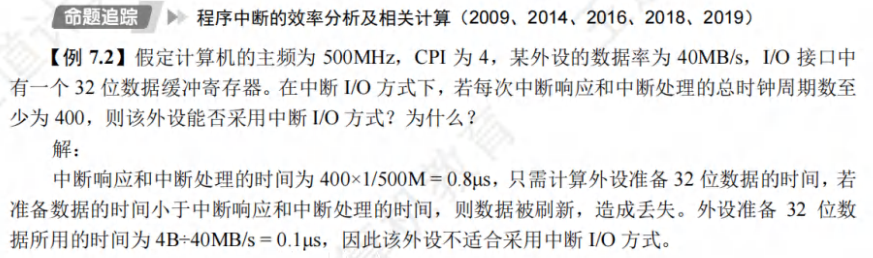 命题追踪 程序中断的效率分析及相关计算（2009、2014、2016、2018、2019）
【例 7.2】假定计算机的主频为 500MHz，CPI 为 4，某外设的数据率为 40MB/s，I/O 接口中
有一个 32 位数据缓冲寄存器。在中断 I/O 方式下，若每次中断响应和中断处理的总时钟周期数至
少为 400，则该外设能否采用中断 I/O 方式？为什么？
解：
中断响应和中断处理的时间为 400×1/500M = 0.8μs，只需计算外设准备 32 位数据的时间，若
准备数据的时间小于中断响应和中断处理的时间，则数据被刷新，造成丢失。外设准备 32 位数
据所用的时间为 4B÷40MB/s = 0.1μs，因此该外设不适合采用中断 I/O 方式。